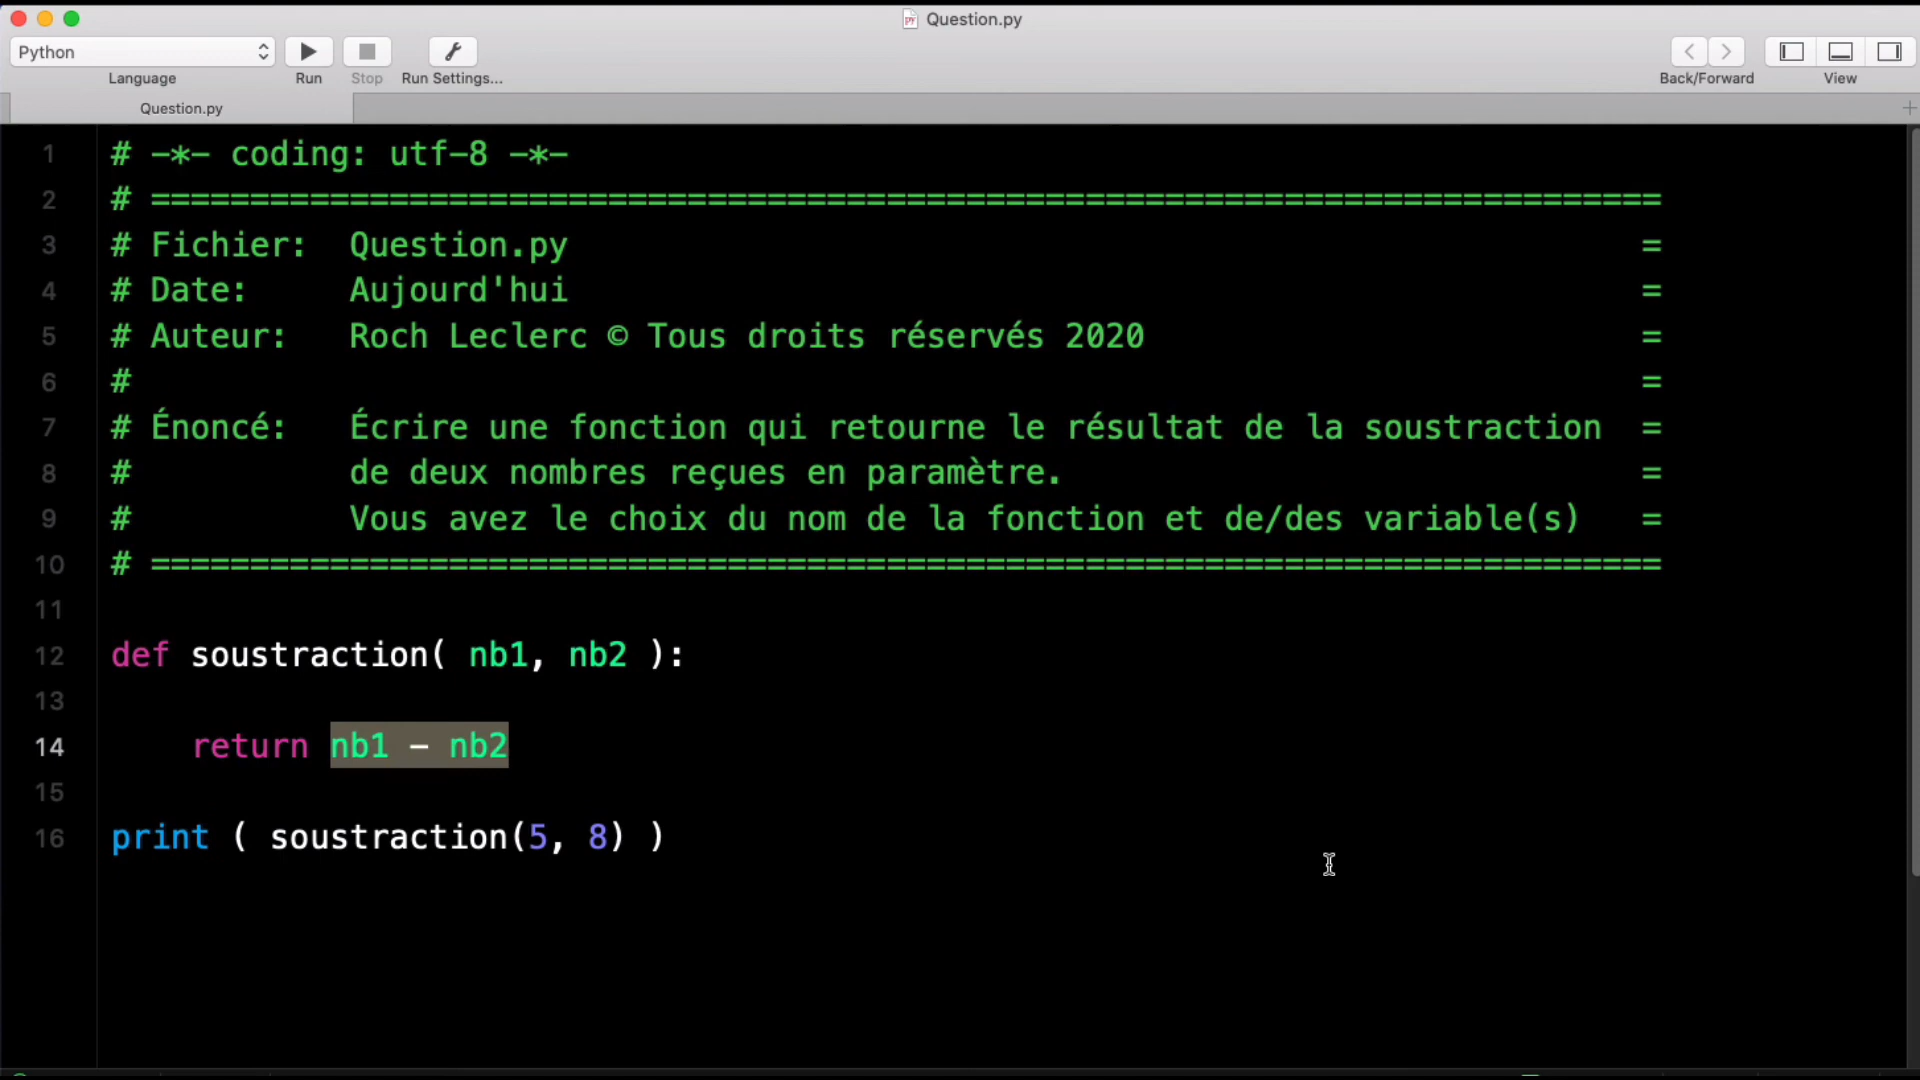 Question.py
Python
Language
Run
Stop
Run Settings...
Back/Forward
View
Question.py
1 # -*- coding: utf-8 -*-
2 # ============================================================================
3 # Fichier:  Question.py =
4 # Date:     Aujourd'hui =
5 # Auteur:   Roch Leclerc © Tous droits réservés 2020 =
6 # =
7 # Énoncé:   Écrire une fonction qui retourne le résultat de la soustraction =
8 #           de deux nombres reçues en paramètre. =
9 #           Vous avez le choix du nom de la fonction et de/des variable(s) =
10 # ============================================================================
11
12 def soustraction( nb1, nb2 ):
13
14     return nb1 - nb2
15
16 print ( soustraction(5, 8) )